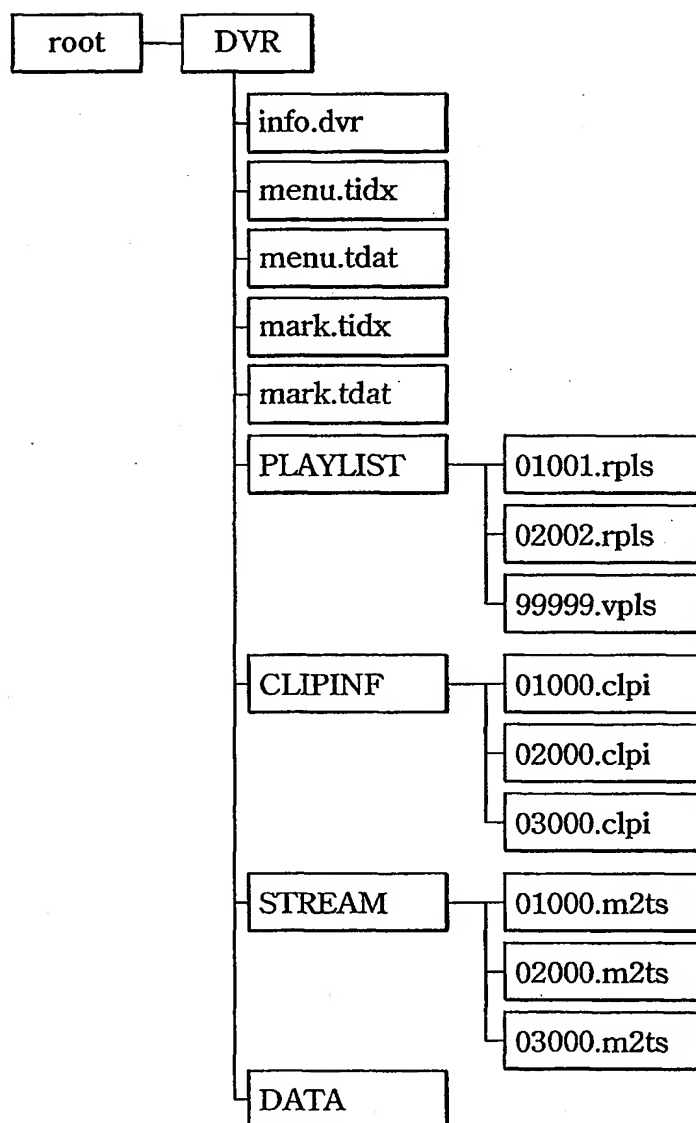 root DVR
info.dvr
menu.tidx
menu.tdat
mark.tidx
mark.tdat
PLAYLIST 01001.rpls
02002.rpls
99999.vpls
CLIPINF 01000.clpi
02000.clpi
03000.clpi
STREAM 01000.m2ts
02000.m2ts
03000.m2ts
DATA